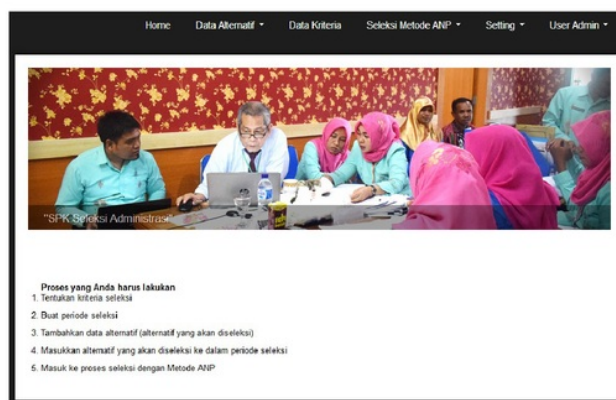 Home Data Alternatif Data Kriteria Seleksi Metode ANP Setting User Admin
"SPK Seleksi Administrasi"
Proses yang Anda harus lakukan
1. Tentukan kriteria seleksi
2. Buat periode seleksi
3. Tambahkan data alternatif (alternatif yang akan diseleksi)
4. Masukkan alternatif yang akan diseleksi ke dalam periode seleksi
5. Masuk ke proses seleksi dengan Metode ANP